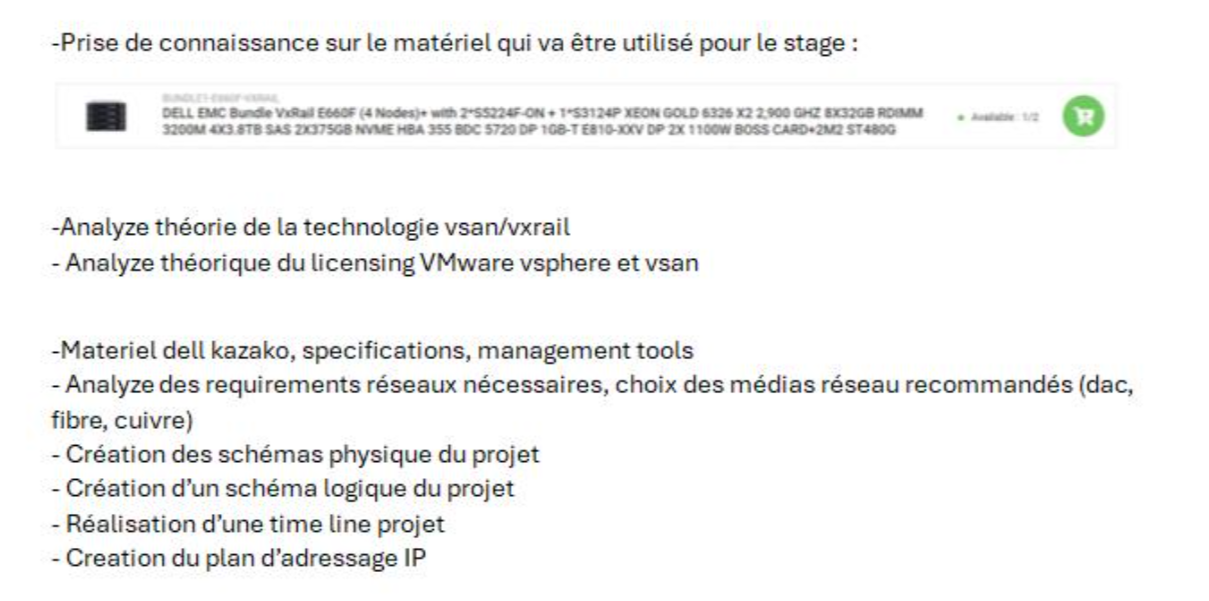 -Prise de connaissance sur le matériel qui va être utilisé pour le stage :
BUNDLE1-E660F-VXRAIL
DELL EMC Bundle VxRail E660F (4 Nodes)+ with 2*S5224F-ON + 1*S3124P XEON GOLD 6326 X2 2,900 GHZ 8X32GB RDIMM
3200M 4X3.8TB SAS 2X375GB NVME HBA 355 BDC 5720 DP 1GB-T E810-XXV DP 2X 1100W BOSS CARD+2M2 ST480G
Available : 1/2
-Analyze théorie de la technologie vsan/vxrail
- Analyze théorique du licensing VMware vsphere et vsan
-Materiel dell kazako, specifications, management tools
- Analyze des requirements réseaux nécessaires, choix des médias réseau recommandés (dac,
fibre, cuivre)
- Création des schémas physique du projet
- Création d’un schéma logique du projet
- Réalisation d’une time line projet
- Creation du plan d’adressage IP